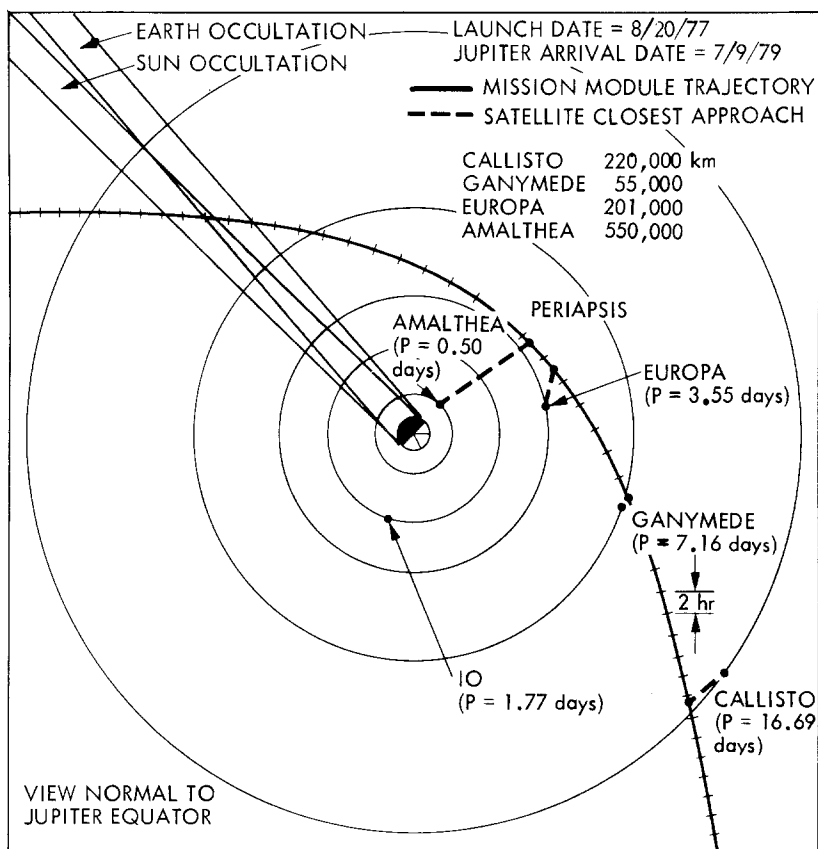 EARTH OCCULTATION
SUN OCCULTATION
LAUNCH DATE = 8/20/77
JUPITER ARRIVAL DATE = 7/9/79
MISSION MODULE TRAJECTORY
SATELLITE CLOSEST APPROACH
CALLISTO 220,000 km
GANYMEDE 55,000
EUROPA 201,000
AMALTHEA 550,000
PERIAPSIS
AMALTHEA
(P = 0.50
days)
EUROPA
(P = 3.55 days)
GANYMEDE
(P = 7.16 days)
2 hr
IO
(P = 1.77 days)
CALLISTO
(P = 16.69
days)
VIEW NORMAL TO
JUPITER EQUATOR